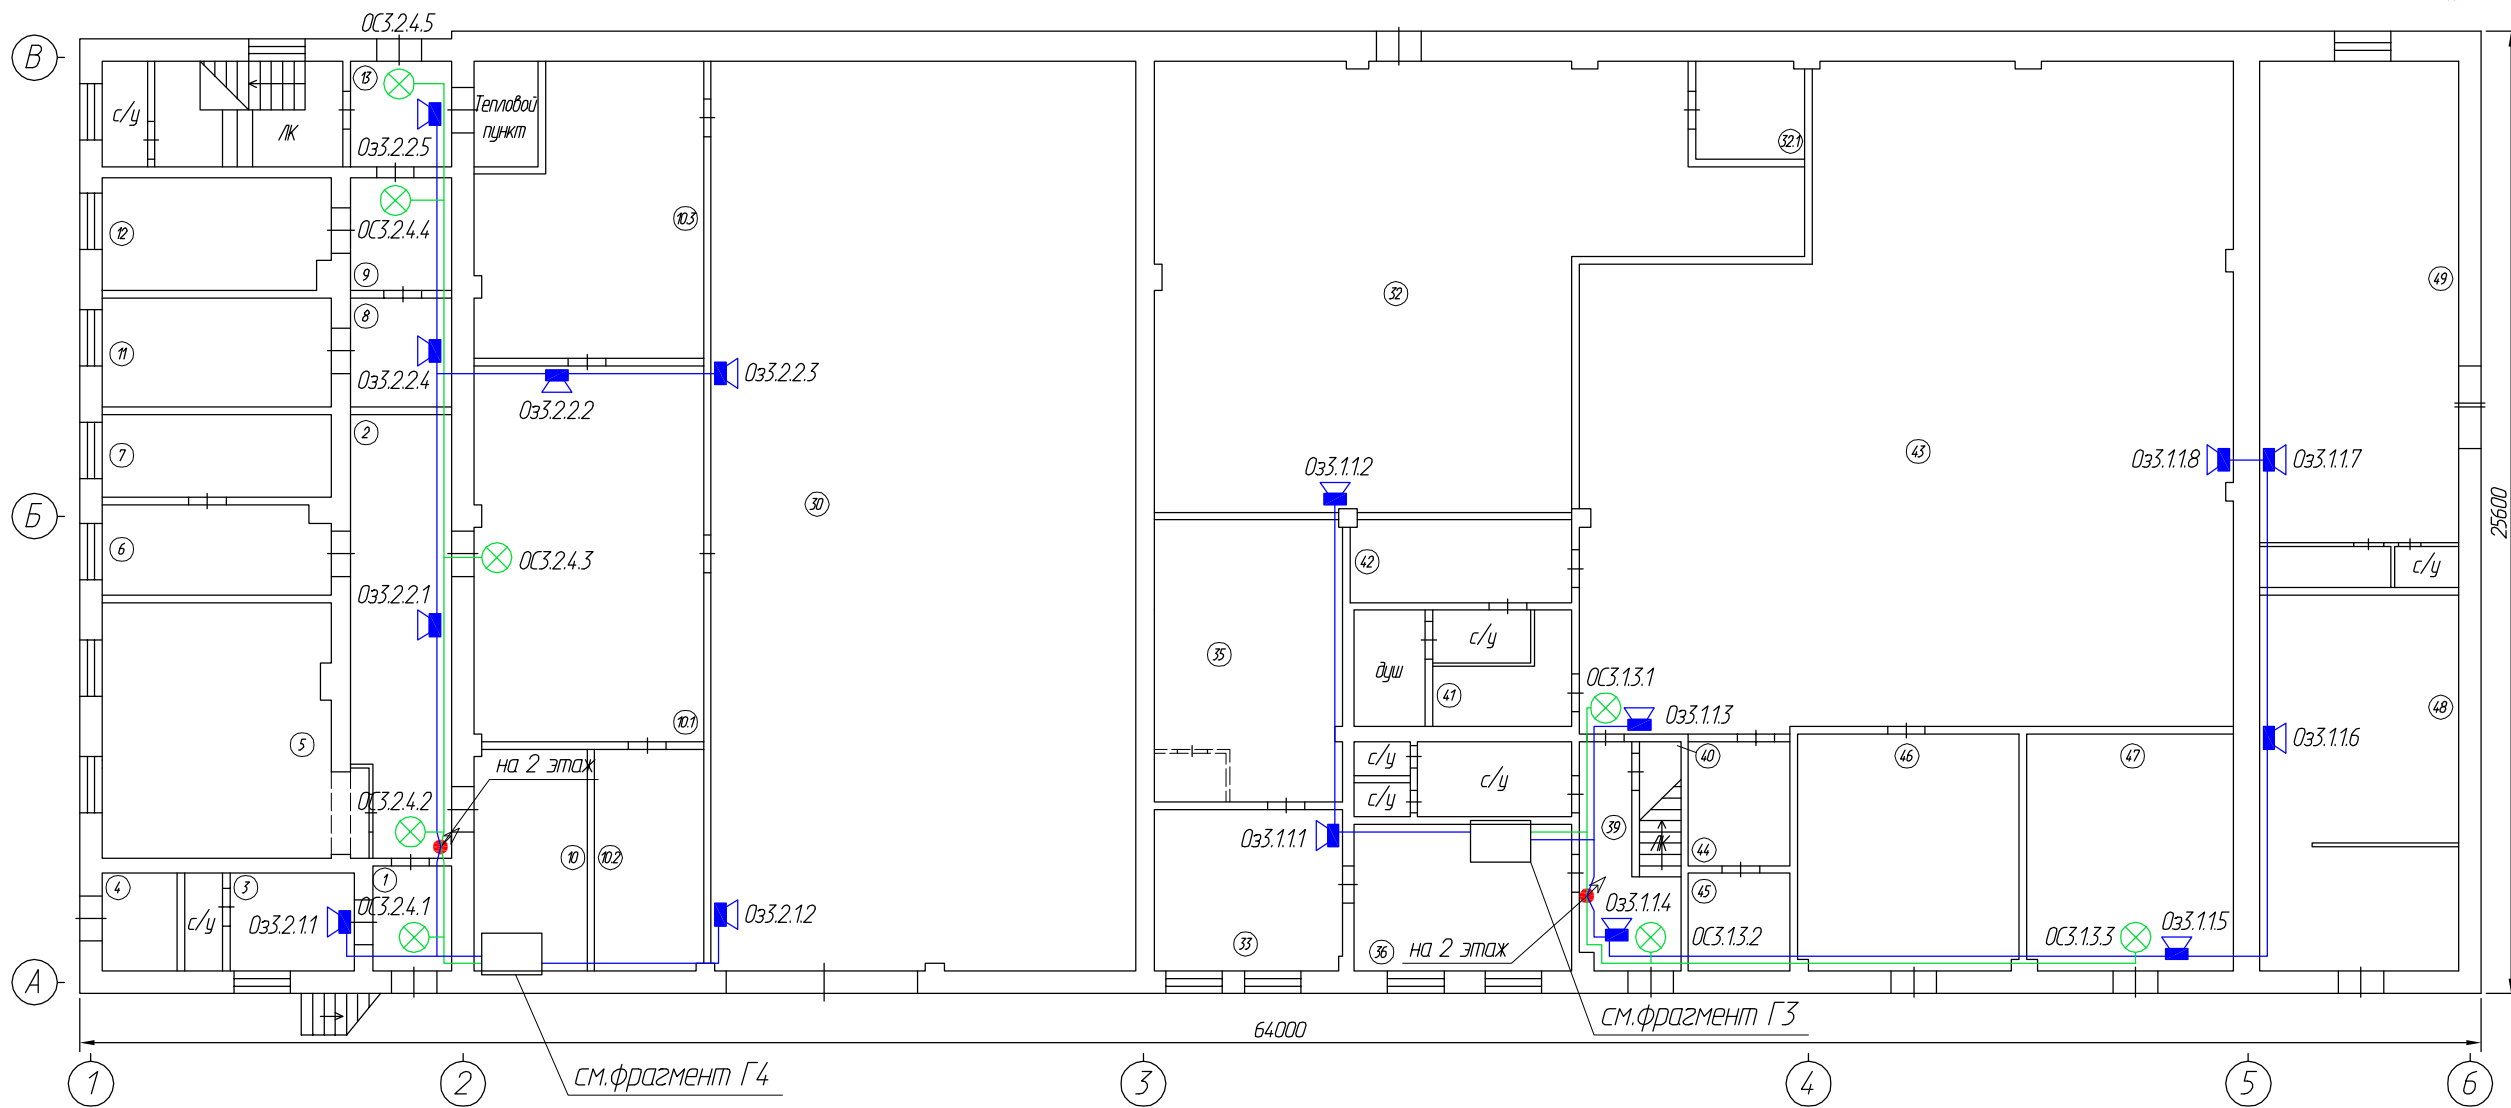 ОС3.2.4.5
В
13
с/у
ЛК
Тепловой
пункт
Оз3.2.2.5
32.1
12
ОС3.2.4.4
10.3
9
32
49
8
11
Оз3.2.2.4
Оз3.2.2.3
Оз3.2.2.2
2
7
43
Оз3.1.1.2
Оз3.1.1.8
Оз3.1.1.7
30
Б
25600
6
ОС3.2.4.3
42
с/у
Оз3.2.2.1
с/у
35
душ
41
ОС3.1.3.1
Оз3.1.1.3
48
10.1
5
на 2 этаж
с/у
с/у
с/у
40
46
47
Оз3.1.1.6
ОС3.2.4.2
39
ЛК
Оз3.1.1.1
10
10.2
44
4
3
1
45
с/у
Оз3.2.1.1
ОС3.2.4.1
Оз3.2.1.2
Оз3.1.1.4
33
36
на 2 этаж
ОС3.1.3.2
ОС3.1.3.3
Оз3.1.1.5
А
см.фрагмент Г3
64000
см.фрагмент Г4
1
2
3
4
5
6